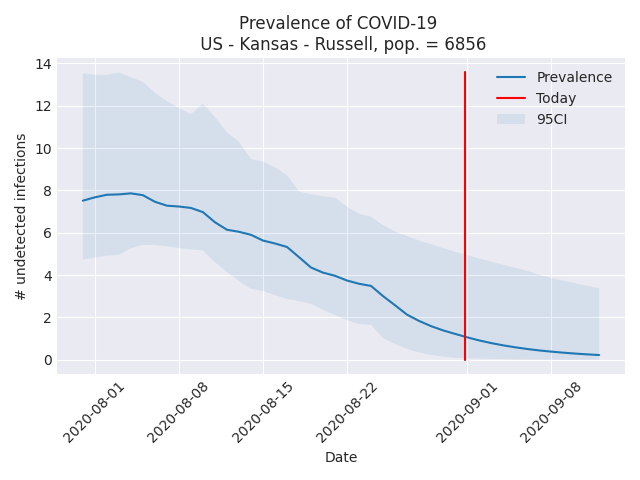 Prevalence of COVID-19
US - Kansas - Russell, pop. = 6856
14
12
10
8
6
4
2
0
# undetected infections
Prevalence
Today
95CI
2020-08-01
2020-08-08
2020-08-15
2020-08-22
2020-09-01
2020-09-08
Date